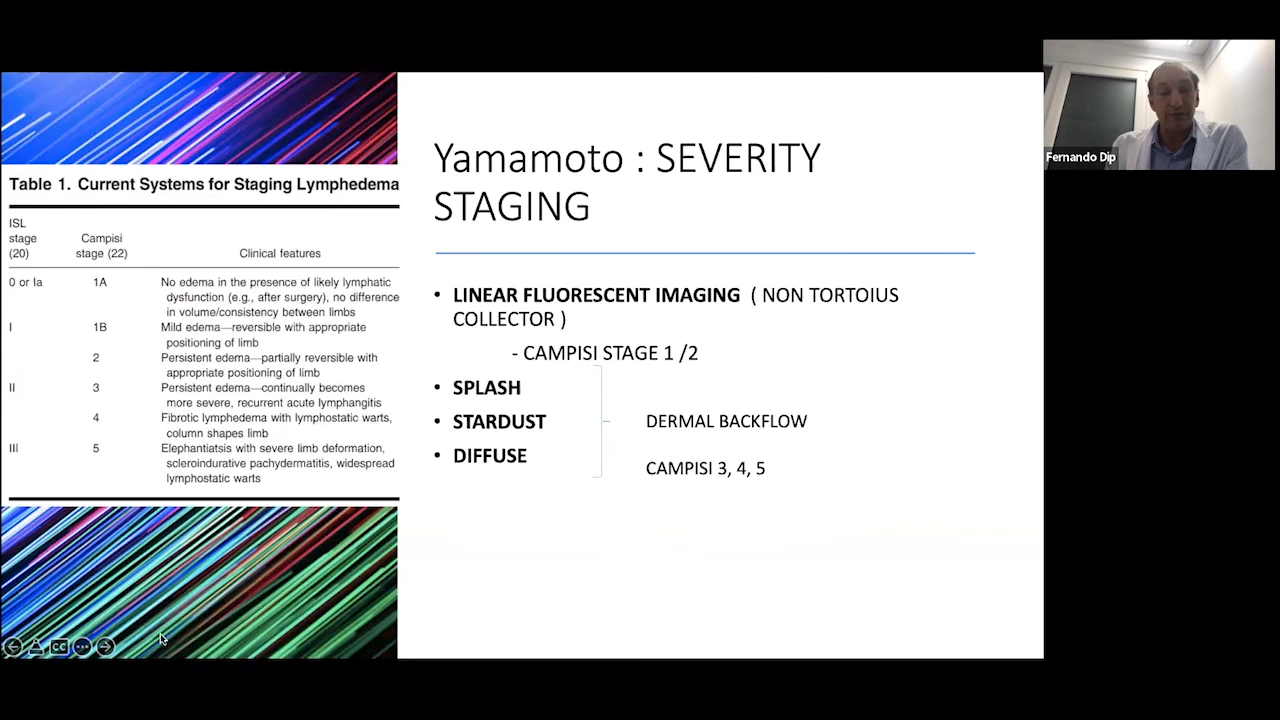 Table 1. Current Systems for Staging Lymphedema
ISL
stage
(20)
Campisi
stage (22)
Clinical features
0 or Ia 1A No edema in the presence of likely lymphatic
dysfunction (e.g., after surgery), no difference
in volume/consistency between limbs
I 1B Mild edema—reversible with appropriate
positioning of limb
2 Persistent edema—partially reversible with
appropriate positioning of limb
II 3 Persistent edema—continually becomes
more severe, recurrent acute lymphangitis
4 Fibrotic lymphedema with lymphostatic warts,
column shapes limb
III 5 Elephantiatsis with severe limb deformation,
scleroindurative pachydermatitis, widespread
lymphostatic warts
CC
Yamamoto : SEVERITY
STAGING
• LINEAR FLUORESCENT IMAGING ( NON TORTOIUS
COLLECTOR )
- CAMPISI STAGE 1 /2
• SPLASH
• STARDUST
• DIFFUSE
DERMAL BACKFLOW
CAMPISI 3, 4, 5
Fernando Dip